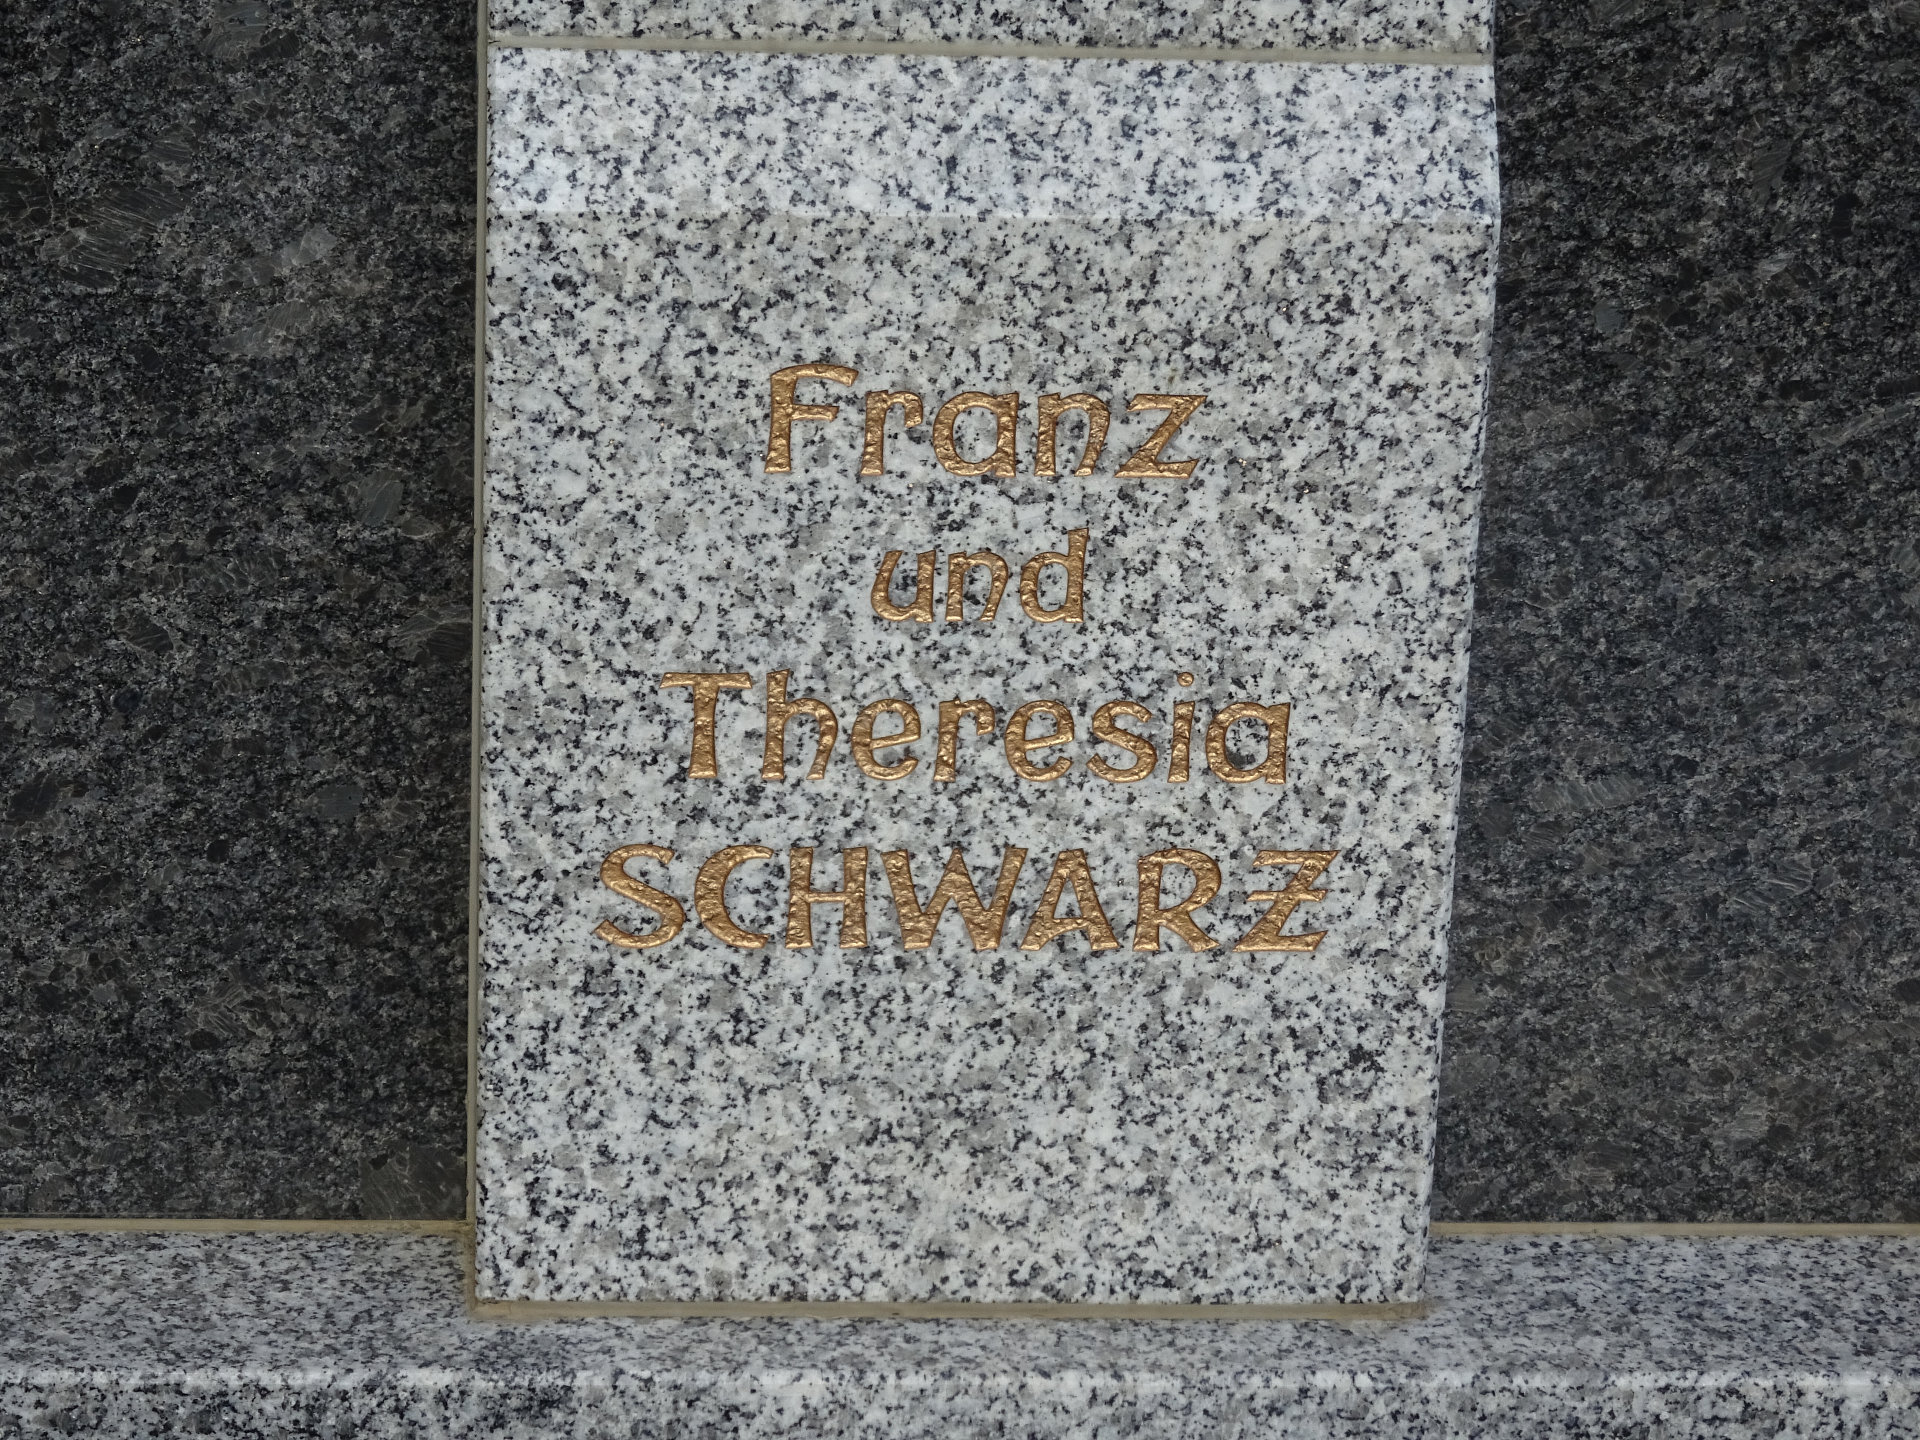 Franz
und
Theresia
SCHWARZ